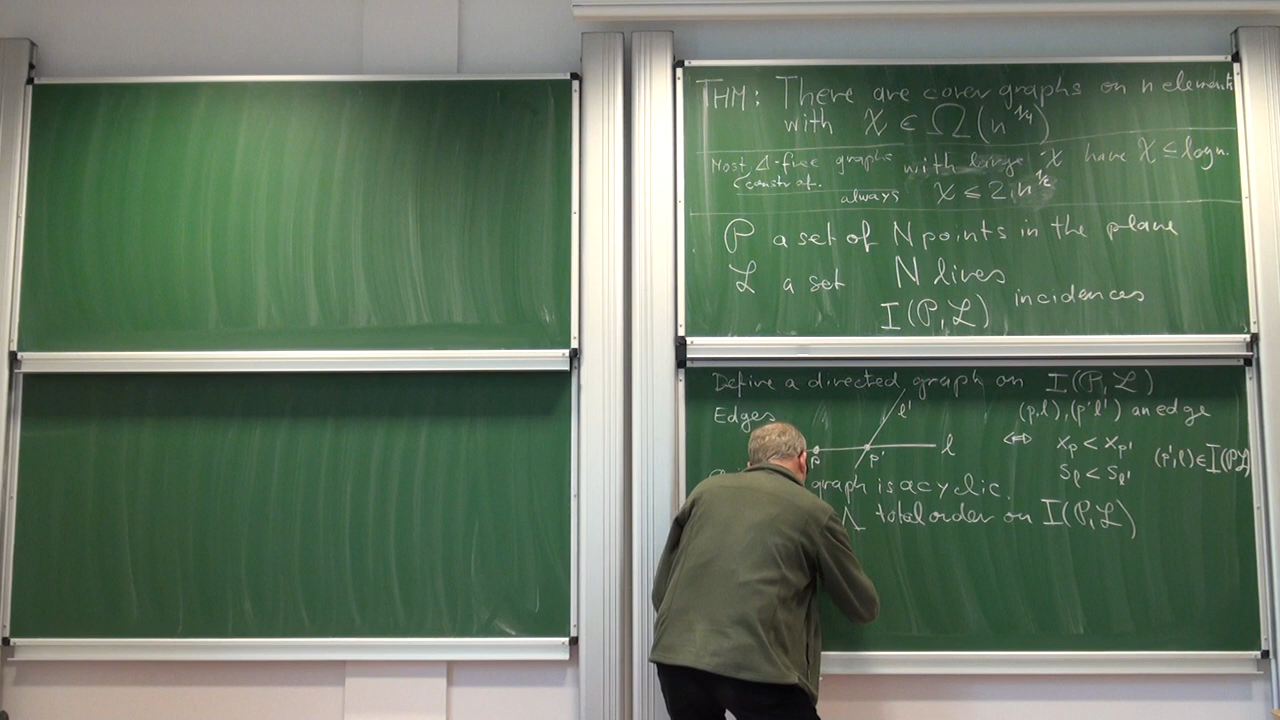 THM: There are cover graphs on n elements
with χ ∈ Ω(n^1/4)
Most Δ-free graphs with large χ have χ ≤ log n.
constr of.
always χ ≤ 2 n^1/2
P a set of N points in the plane
L a set N lines
I(P,L) incidences
Define a directed graph on I(P,L)
Edges
l'
l
p
p'
(p,l),(p'l') an edge
⇔ x_p < x_p'
s_l < s_l'
(p',l) ∈ I(P,L)
graph is acyclic.
Λ total order on I(P,L)